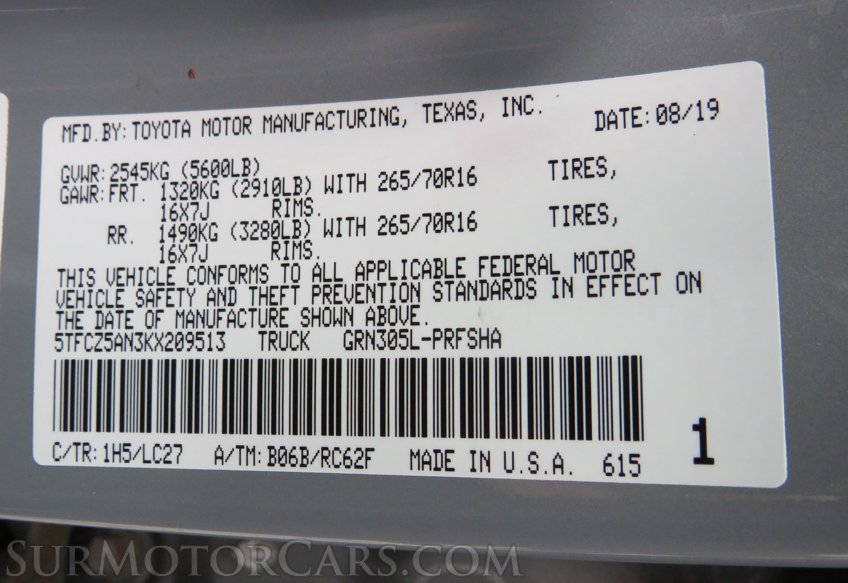 MFD.BY: TOYOTA MOTOR MANUFACTURING, TEXAS, INC. DATE: 08/19
GVWR: 2545KG (5600LB)
GAWR: FRT. 1320KG (2910LB) WITH 265/70R16 TIRES,
16X7J RIMS.
RR. 1490KG (3280LB) WITH 265/70R16 TIRES,
16X7J RIMS.
THIS VEHICLE CONFORMS TO ALL APPLICABLE FEDERAL MOTOR
VEHICLE SAFETY AND THEFT PREVENTION STANDARDS IN EFFECT ON
THE DATE OF MANUFACTURE SHOWN ABOVE.
5TFCZ5AN3KX209513 TRUCK GRN305L-PRFSHA
C/TR: 1H5/LC27 A/TM: B06B/RC62F MADE IN U.S.A. 615 1
SURMOTORCARS.COM